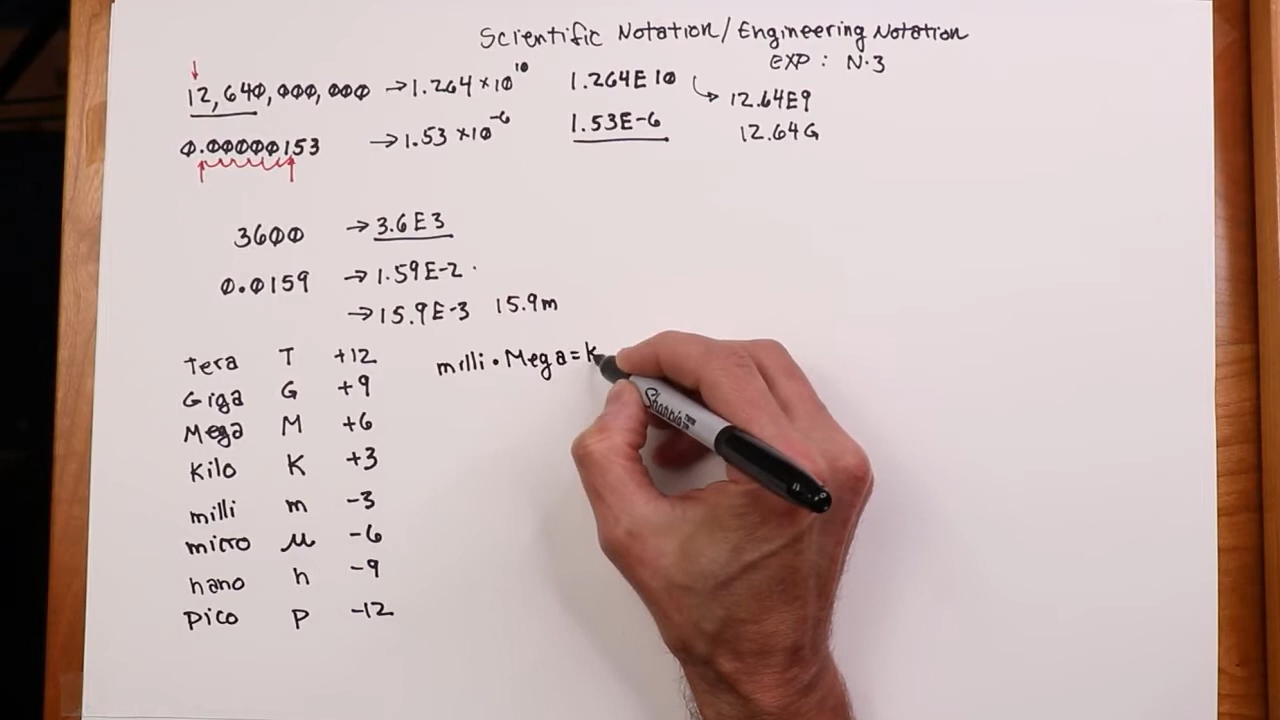 Scientific Notation/Engineering Notation
EXP: N·3
12,640,000,000 → 1.264 × 10^10 1.264E10
→ 12.64E9
0.00000153 → 1.53 × 10^-6 1.53E-6
12.64G
3600 → 3.6E3
0.0159 → 1.59E-2
→ 15.9E-3 15.9m
Tera T +12
milli • Mega = K
Giga G +9
Mega M +6
Kilo K +3
milli m -3
micro μ -6
nano n -9
Pico P -12
Sharpie